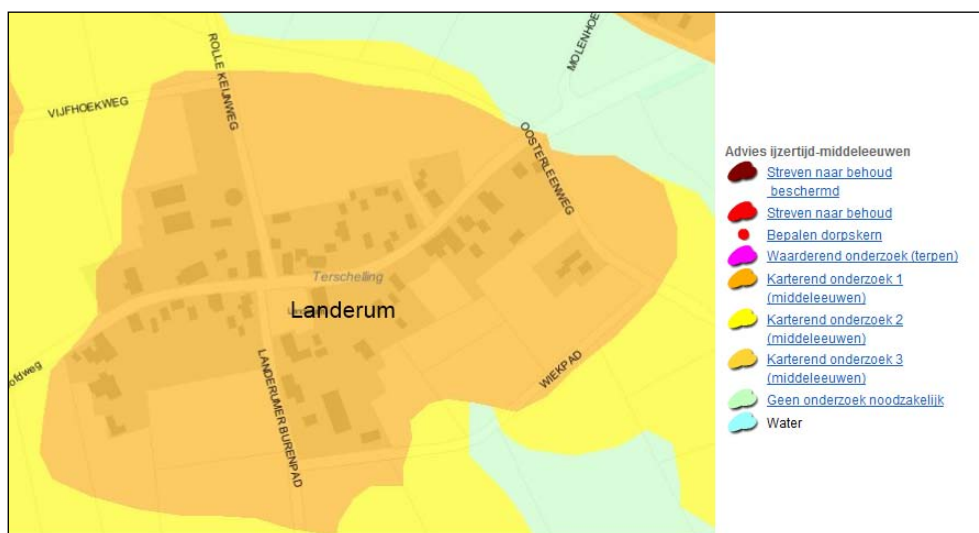 ROLLE KEIJNWEG
VIJFHOEKWEG
MOLENHOE
OOSTERLEENWEG
Terschelling
Landerum
ofdweg
LANDERUMER BURENPAD
WIEKPAD
Advies ijzertijd-middeleeuwen
Streven naar behoud
beschermd
Streven naar behoud
Bepalen dorpskern
Waarderend onderzoek (terpen)
Karterend onderzoek 1
(middeleeuwen)
Karterend onderzoek 2
(middeleeuwen)
Karterend onderzoek 3
(middeleeuwen)
Geen onderzoek noodzakelijk
Water